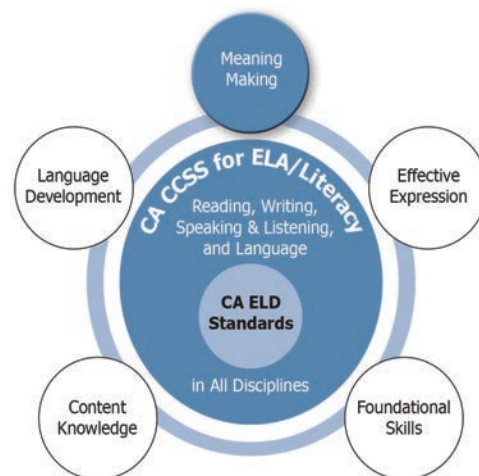 Meaning
Making
Language
Development
Effective
Expression
CA CCSS for ELA/Literacy
Reading, Writing,
Speaking & Listening,
and Language
CA ELD
Standards
in All Disciplines
Content
Knowledge
Foundational
Skills